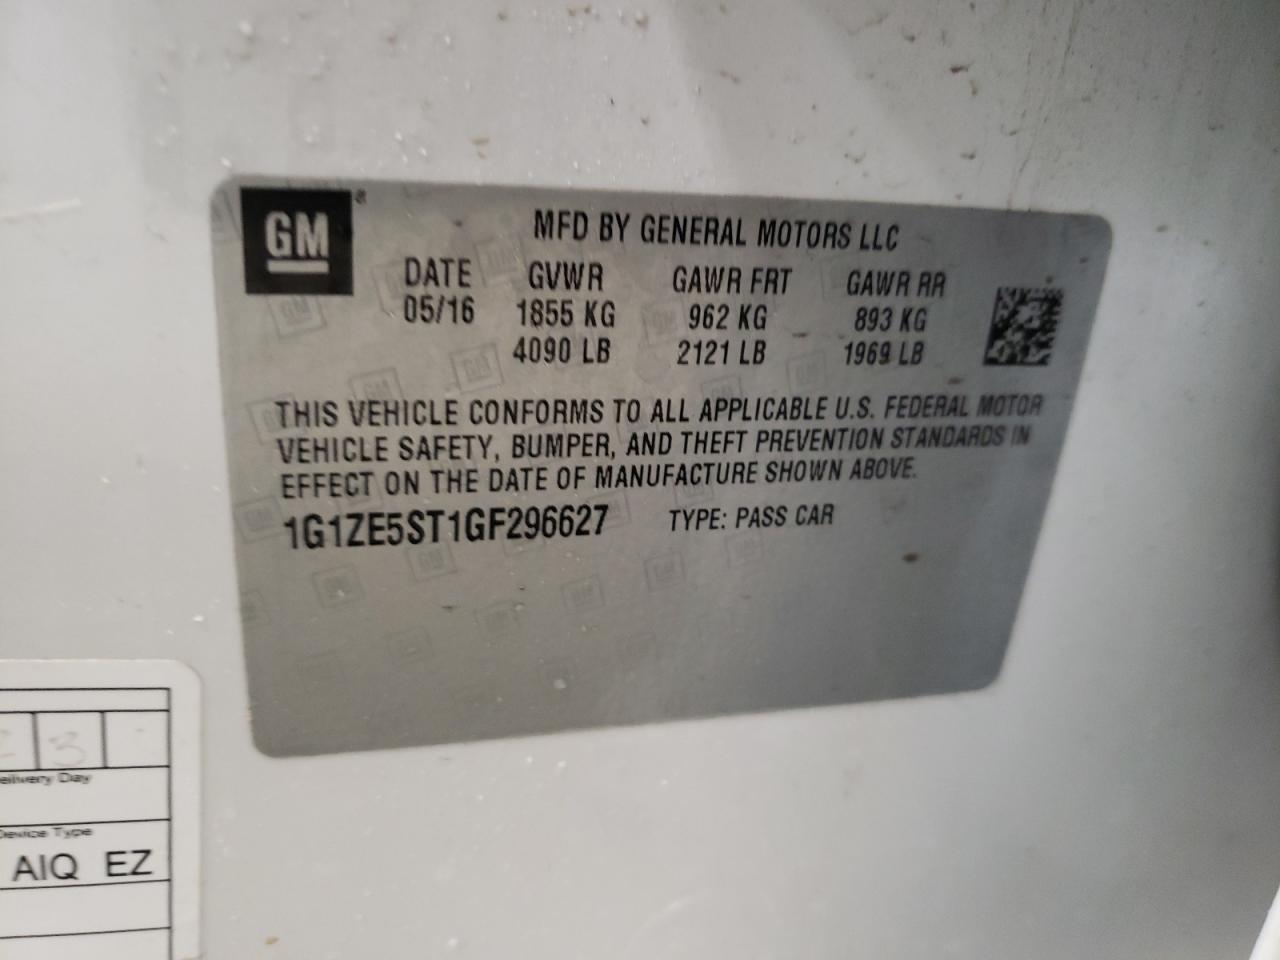 GM
MFD BY GENERAL MOTORS LLC
DATE GVWR GAWR FRT GAWR RR
05/16 1855 KG 962 KG 893 KG
4090 LB 2121 LB 1969 LB
THIS VEHICLE CONFORMS TO ALL APPLICABLE U.S. FEDERAL MOTOR
VEHICLE SAFETY, BUMPER, AND THEFT PREVENTION STANDARDS IN
EFFECT ON THE DATE OF MANUFACTURE SHOWN ABOVE.
1G1ZE5ST1GF296627 TYPE: PASS CAR
3
Day
Device Type
AIQ EZ